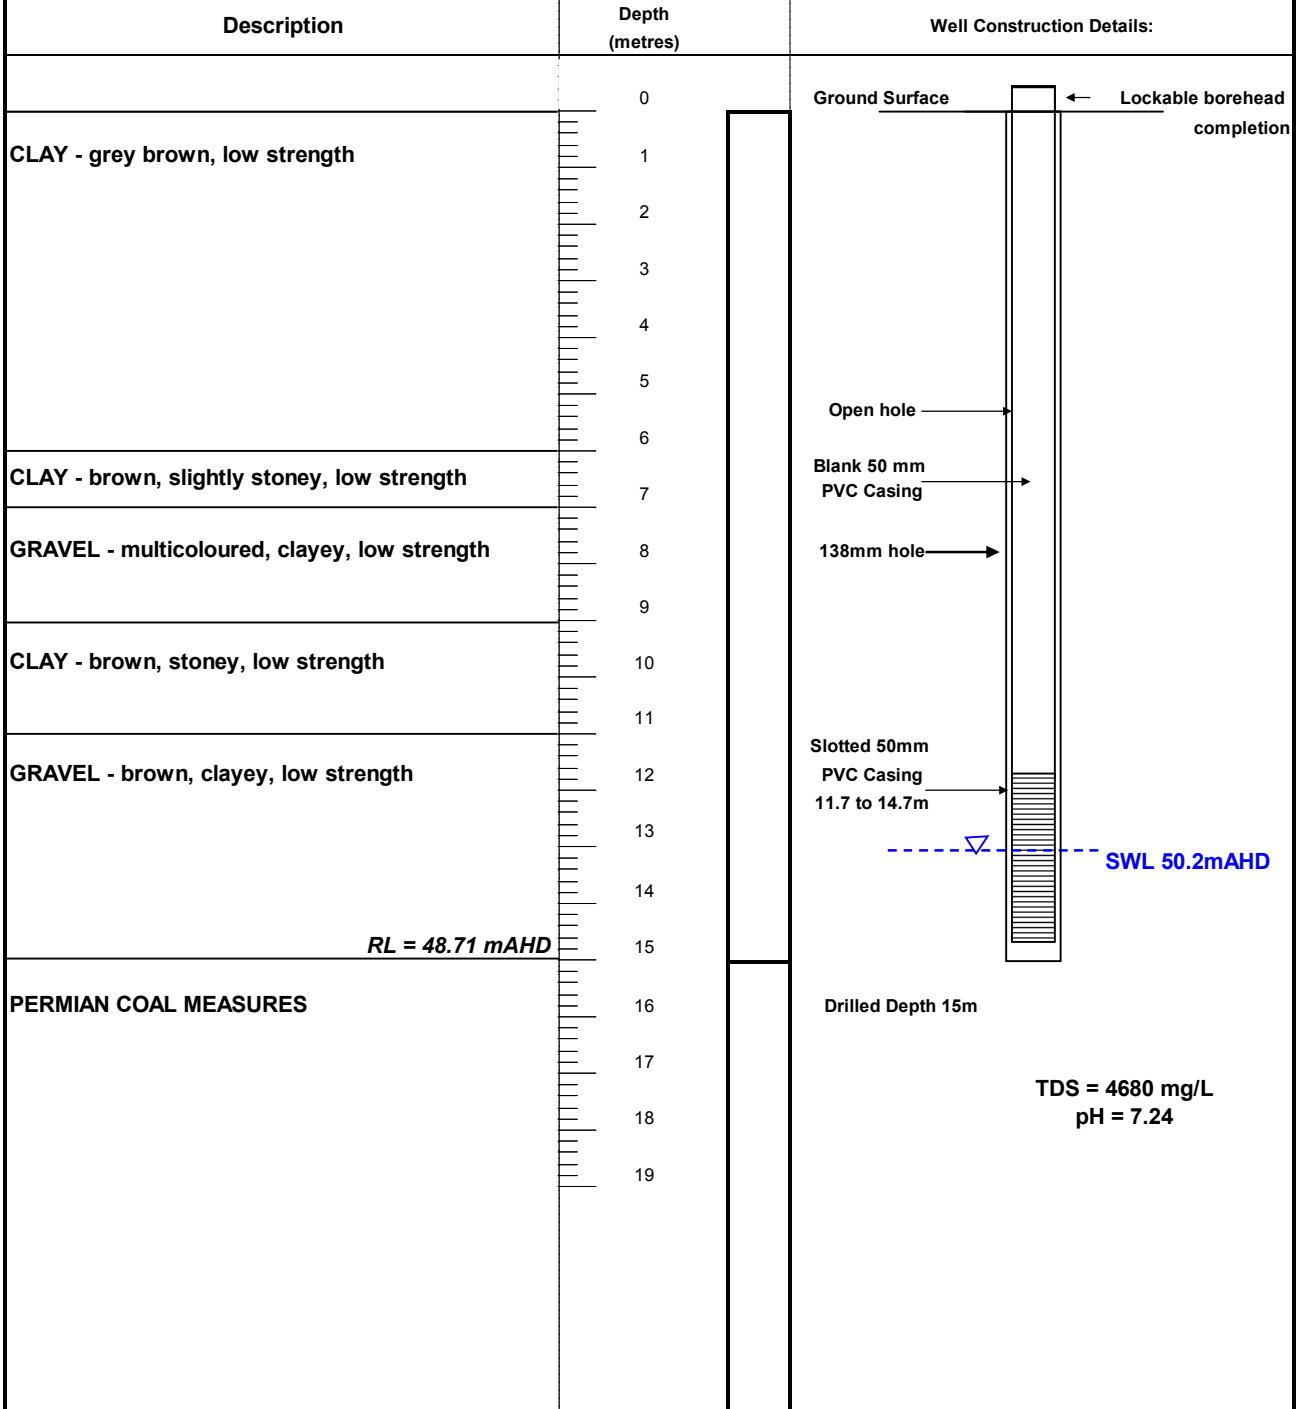 Description
Depth
(metres)
Well Construction Details:
0
Ground Surface
Lockable borehead
completion
CLAY - grey brown, low strength
1
2
3
4
5
Open hole
6
Blank 50 mm
PVC Casing
CLAY - brown, slightly stoney, low strength
7
GRAVEL - multicoloured, clayey, low strength
8
138mm hole
9
CLAY - brown, stoney, low strength
10
11
Slotted 50mm
PVC Casing
11.7 to 14.7m
GRAVEL - brown, clayey, low strength
12
13
SWL 50.2mAHD
14
RL = 48.71 mAHD
15
PERMIAN COAL MEASURES
16
Drilled Depth 15m
17
TDS = 4680 mg/L
pH = 7.24
18
19